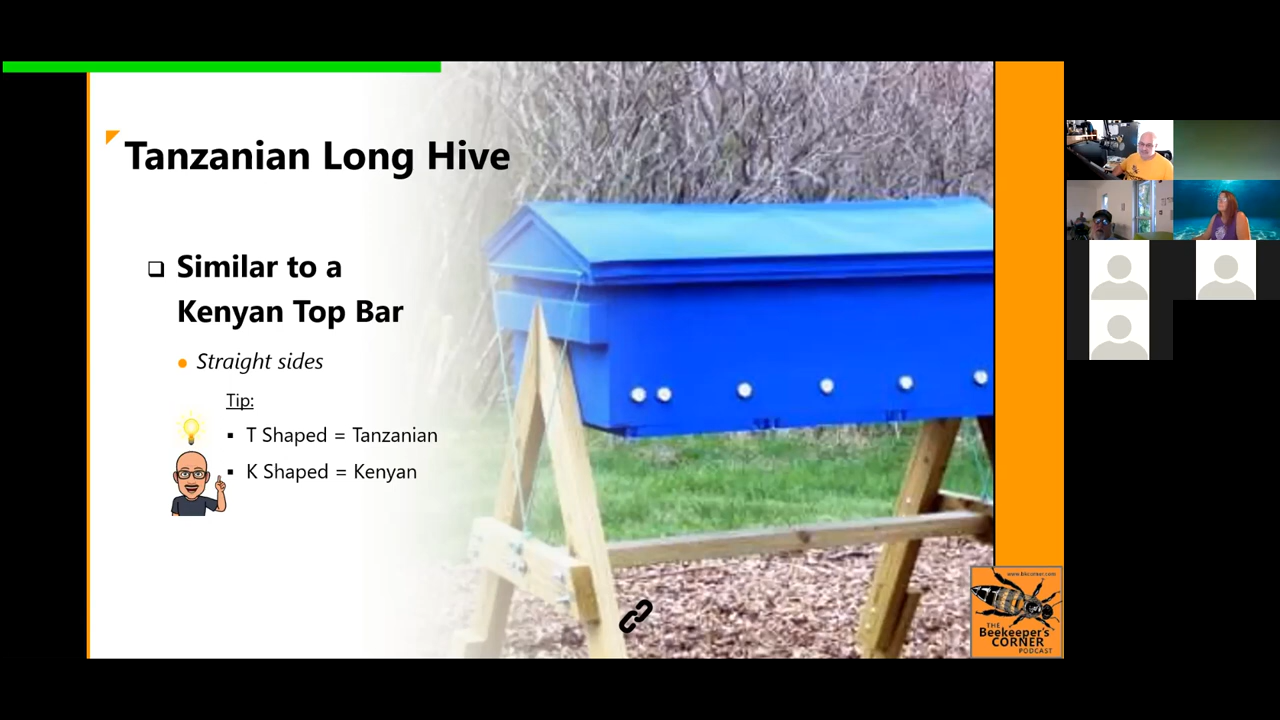 Tanzanian Long Hive
❑ Similar to a
Kenyan Top Bar
• Straight sides
Tip:
▪ T Shaped = Tanzanian
▪ K Shaped = Kenyan
www.bkcorner.com
THE
Beekeeper's
CORNER
PODCAST